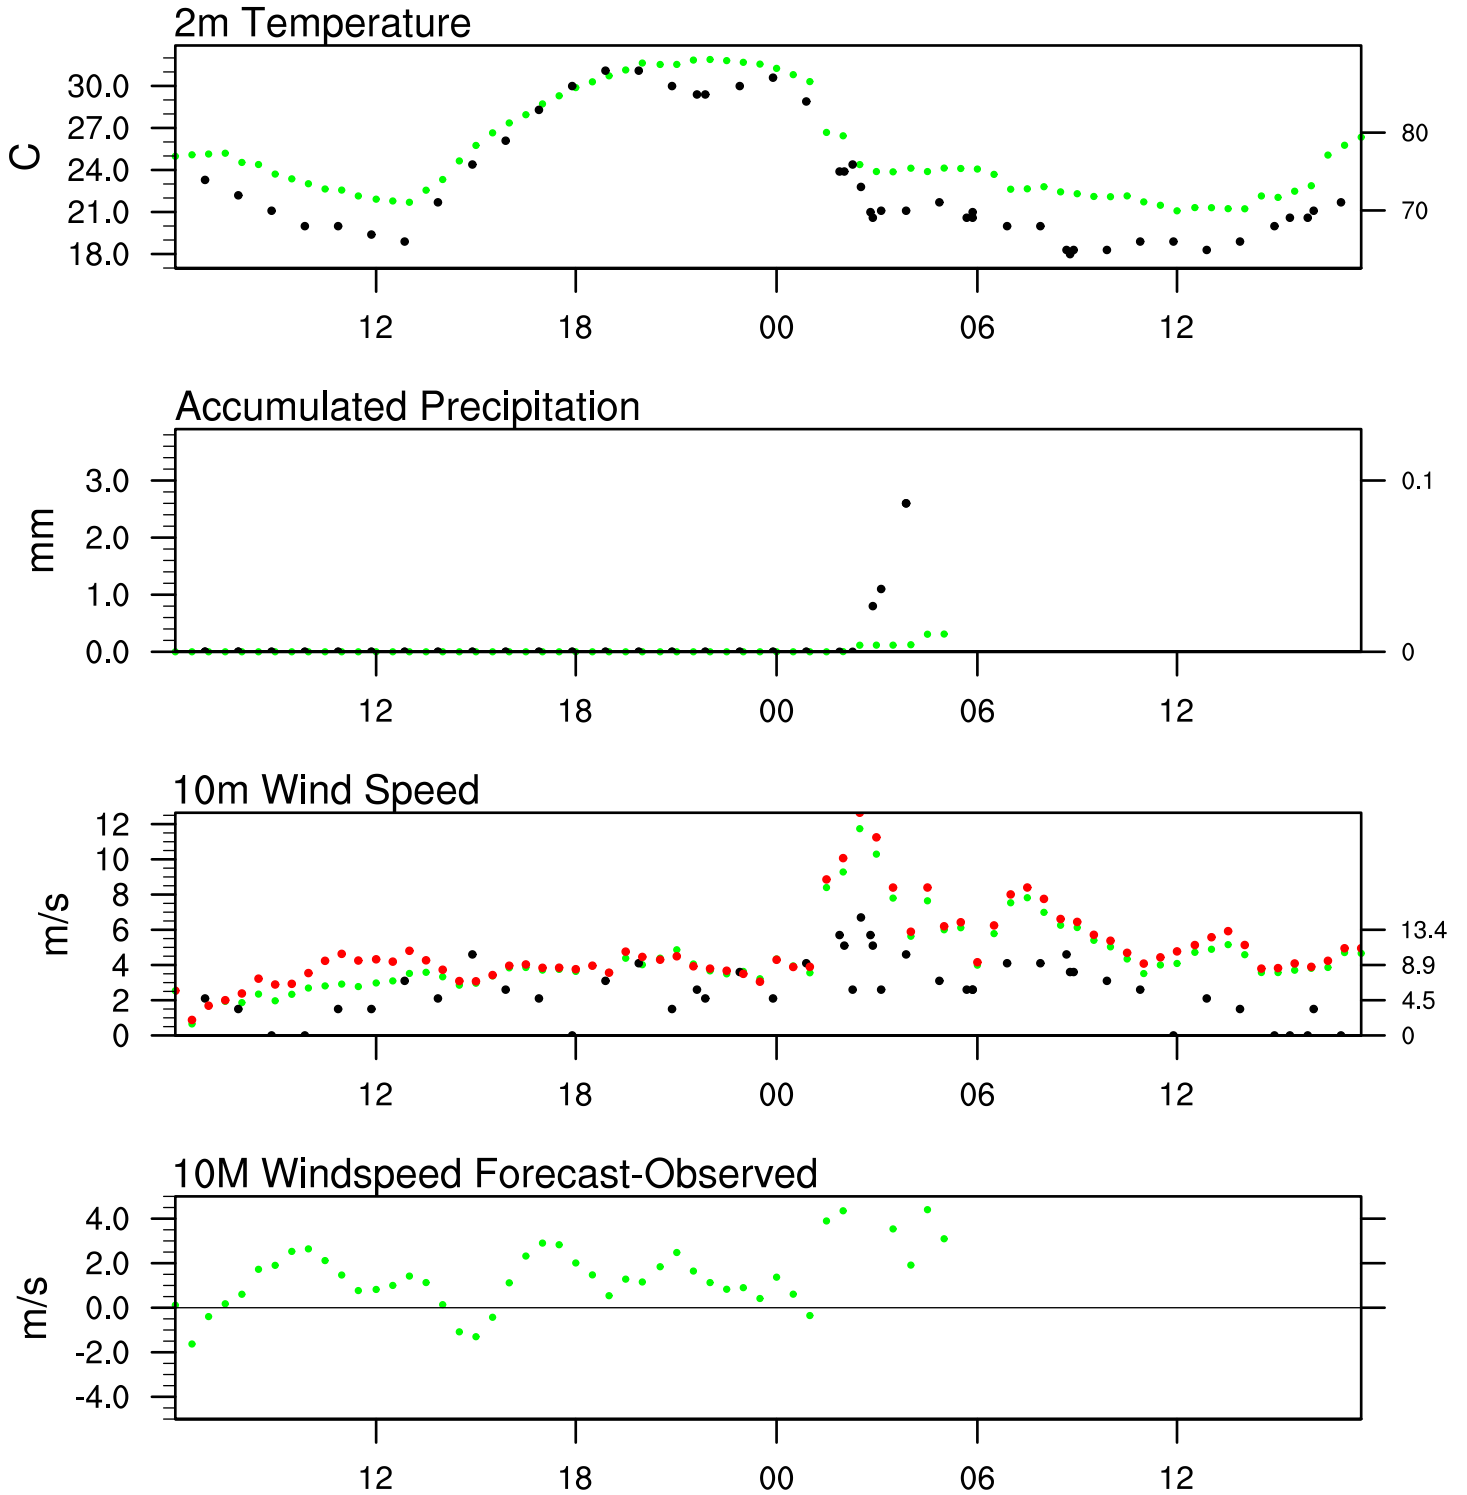 2m Temperature
30.0
27.0
24.0
21.0
18.0
C
80
70
12 18 00 06 12
Accumulated Precipitation
3.0
2.0
1.0
0.0
mm
0.1
0
12 18 00 06 12
10m Wind Speed
12
10
8
6
4
2
0
m/s
13.4
8.9
4.5
0
12 18 00 06 12
10M Windspeed Forecast-Observed
4.0
2.0
0.0
-2.0
-4.0
m/s
12 18 00 06 12